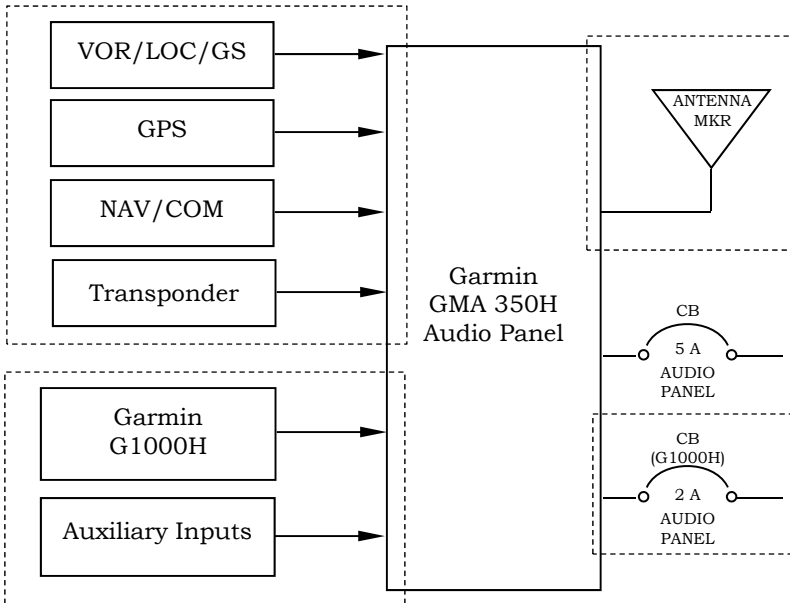 VOR/LOC/GS
GPS
NAV/COM
Transponder
Garmin
G1000H
Auxiliary Inputs
Garmin
GMA 350H
Audio Panel
ANTENNA
MKR
CB
5 A
AUDIO
PANEL
CB
(G1000H)
2 A
AUDIO
PANEL